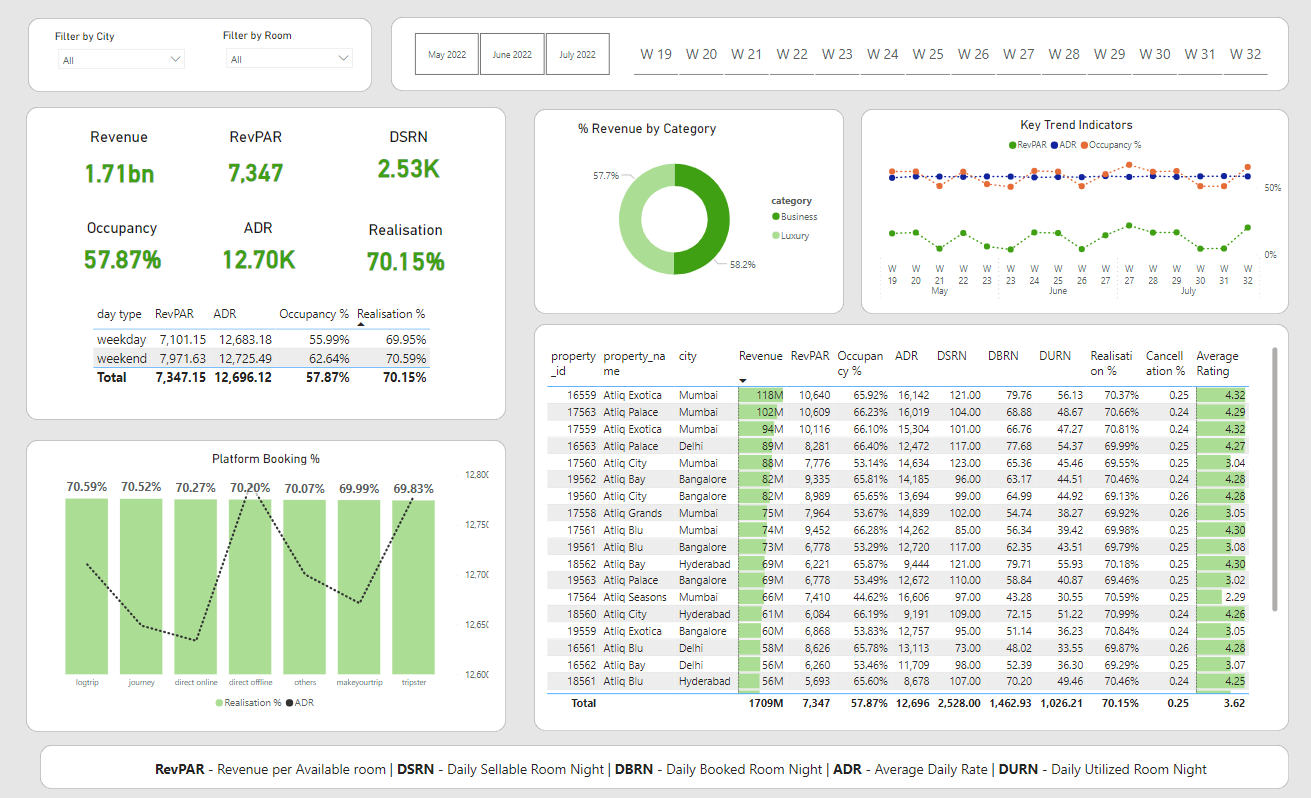 Filter by City
All
Filter by Room
All
May 2022
June 2022
July 2022
W 19 W 20 W 21 W 22 W 23 W 24 W 25 W 26 W 27 W 28 W 29 W 30 W 31 W 32
Revenue RevPAR DSRN
1.71bn 7,347 2.53K
Occupancy ADR Realisation
57.87% 12.70K 70.15%
day type RevPAR ADR Occupancy % Realisation %
weekday 7,101.15 12,683.18 55.99% 69.95%
weekend 7,971.63 12,725.49 62.64% 70.59%
Total 7,347.15 12,696.12 57.87% 70.15%
% Revenue by Category
57.7%
58.2%
category
Business
Luxury
Key Trend Indicators
RevPAR ADR Occupancy %
50%
0%
W W W W W W W W W W W W W W W W
19 20 21 22 23 23 24 25 26 27 27 28 29 30 31 32
May June July
Platform Booking %
70.59% 70.52% 70.27% 70.20% 70.07% 69.99% 69.83%
12,800
12,750
12,700
12,650
12,600
logtrip journey direct online direct offline others makeyourtrip tripster
Realisation % ADR
property Revenue RevPAR Occupan ADR DSRN DBRN DURN Realisati Cancell Average
_id property_na me city cy % on % ation % Rating
16559 Atliq Exotica Mumbai 118M 10,640 65.92% 16,142 121.00 79.76 56.13 70.37% 0.25 4.32
17563 Atliq Palace Mumbai 102M 10,609 66.23% 16,019 104.00 68.88 48.67 70.66% 0.24 4.29
17559 Atliq Exotica Mumbai 94M 10,116 66.10% 15,304 101.00 66.76 47.27 70.81% 0.24 4.32
16563 Atliq Palace Delhi 89M 8,281 66.40% 12,472 117.00 77.68 54.37 69.99% 0.25 4.27
17560 Atliq City Mumbai 88M 7,776 53.14% 14,634 123.00 65.36 45.46 69.55% 0.25 3.04
19562 Atliq Bay Bangalore 82M 9,335 65.81% 14,185 96.00 63.17 44.51 70.46% 0.24 4.28
19560 Atliq City Bangalore 82M 8,989 65.65% 13,694 99.00 64.99 44.92 69.13% 0.26 4.28
17558 Atliq Grands Mumbai 75M 7,964 53.67% 14,839 102.00 54.74 38.27 69.92% 0.26 3.05
17561 Atliq Blu Mumbai 74M 9,452 66.28% 14,262 85.00 56.34 39.42 69.98% 0.25 4.30
19561 Atliq Blu Bangalore 73M 6,778 53.29% 12,720 117.00 62.35 43.51 69.79% 0.25 3.08
18562 Atliq Bay Hyderabad 69M 6,221 65.87% 9,444 121.00 79.71 55.93 70.18% 0.25 4.30
19563 Atliq Palace Bangalore 69M 6,778 53.49% 12,672 110.00 58.84 40.87 69.46% 0.25 3.02
17564 Atliq Seasons Mumbai 66M 7,410 44.62% 16,606 97.00 43.28 30.55 70.59% 0.25 2.29
18560 Atliq City Hyderabad 61M 6,084 66.19% 9,191 109.00 72.15 51.22 70.99% 0.24 4.26
19559 Atliq Exotica Bangalore 60M 6,868 53.83% 12,757 95.00 51.14 36.23 70.84% 0.24 3.05
16561 Atliq Blu Delhi 58M 8,626 65.78% 13,113 73.00 48.02 33.55 69.87% 0.26 4.28
16562 Atliq Bay Delhi 56M 6,260 53.46% 11,709 98.00 52.39 36.30 69.29% 0.25 3.07
18561 Atliq Blu Hyderabad 56M 5,693 65.60% 8,678 107.00 70.20 49.46 70.46% 0.24 4.25
Total 1709M 7,347 57.87% 12,696 2,528.00 1,462.93 1,026.21 70.15% 0.25 3.62
RevPAR - Revenue per Available room | DSRN - Daily Sellable Room Night | DBRN - Daily Booked Room Night | ADR - Average Daily Rate | DURN - Daily Utilized Room Night